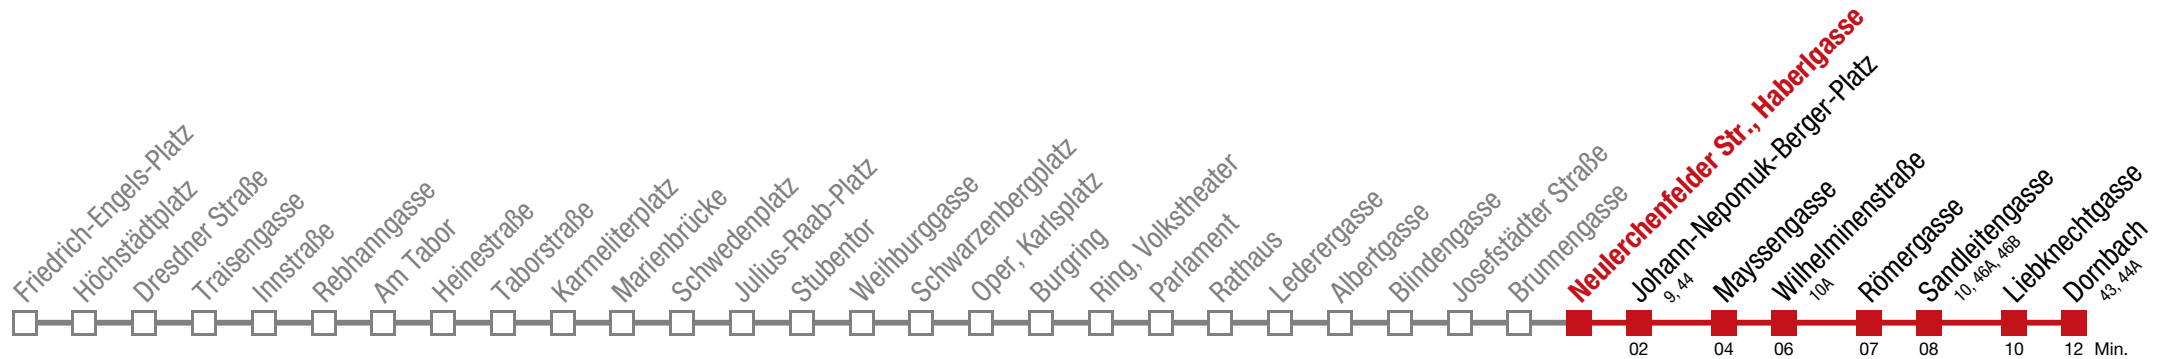 Friedrich-Engels-Platz
Höchstädtplatz
Dresdner Straße
Traisengasse
Innstraße
Rebhanngasse
Am Tabor
Heinestraße
Taborstraße
Karmeliterplatz
Marienbrücke
Schwedenplatz
Julius-Raab-Platz
Stubentor
Weihburggasse
Schwarzenbergplatz
Oper, Karlsplatz
Burgring
Ring, Volkstheater
Parlament
Rathaus
Lederergasse
Albertgasse
Blindengasse
Josefstädter Straße
Brunnengasse
Neulerchenfelder Str., Haberlgasse
Johann-Nepomuk-Berger-Platz
9, 44
Mayssengasse
Wilhelminenstraße
10A
Römergasse
Sandleitengasse
10, 46A, 46B
Liebknechtgasse
Dornbach
43, 44A
02 04 06 07 08 10 12 Min.